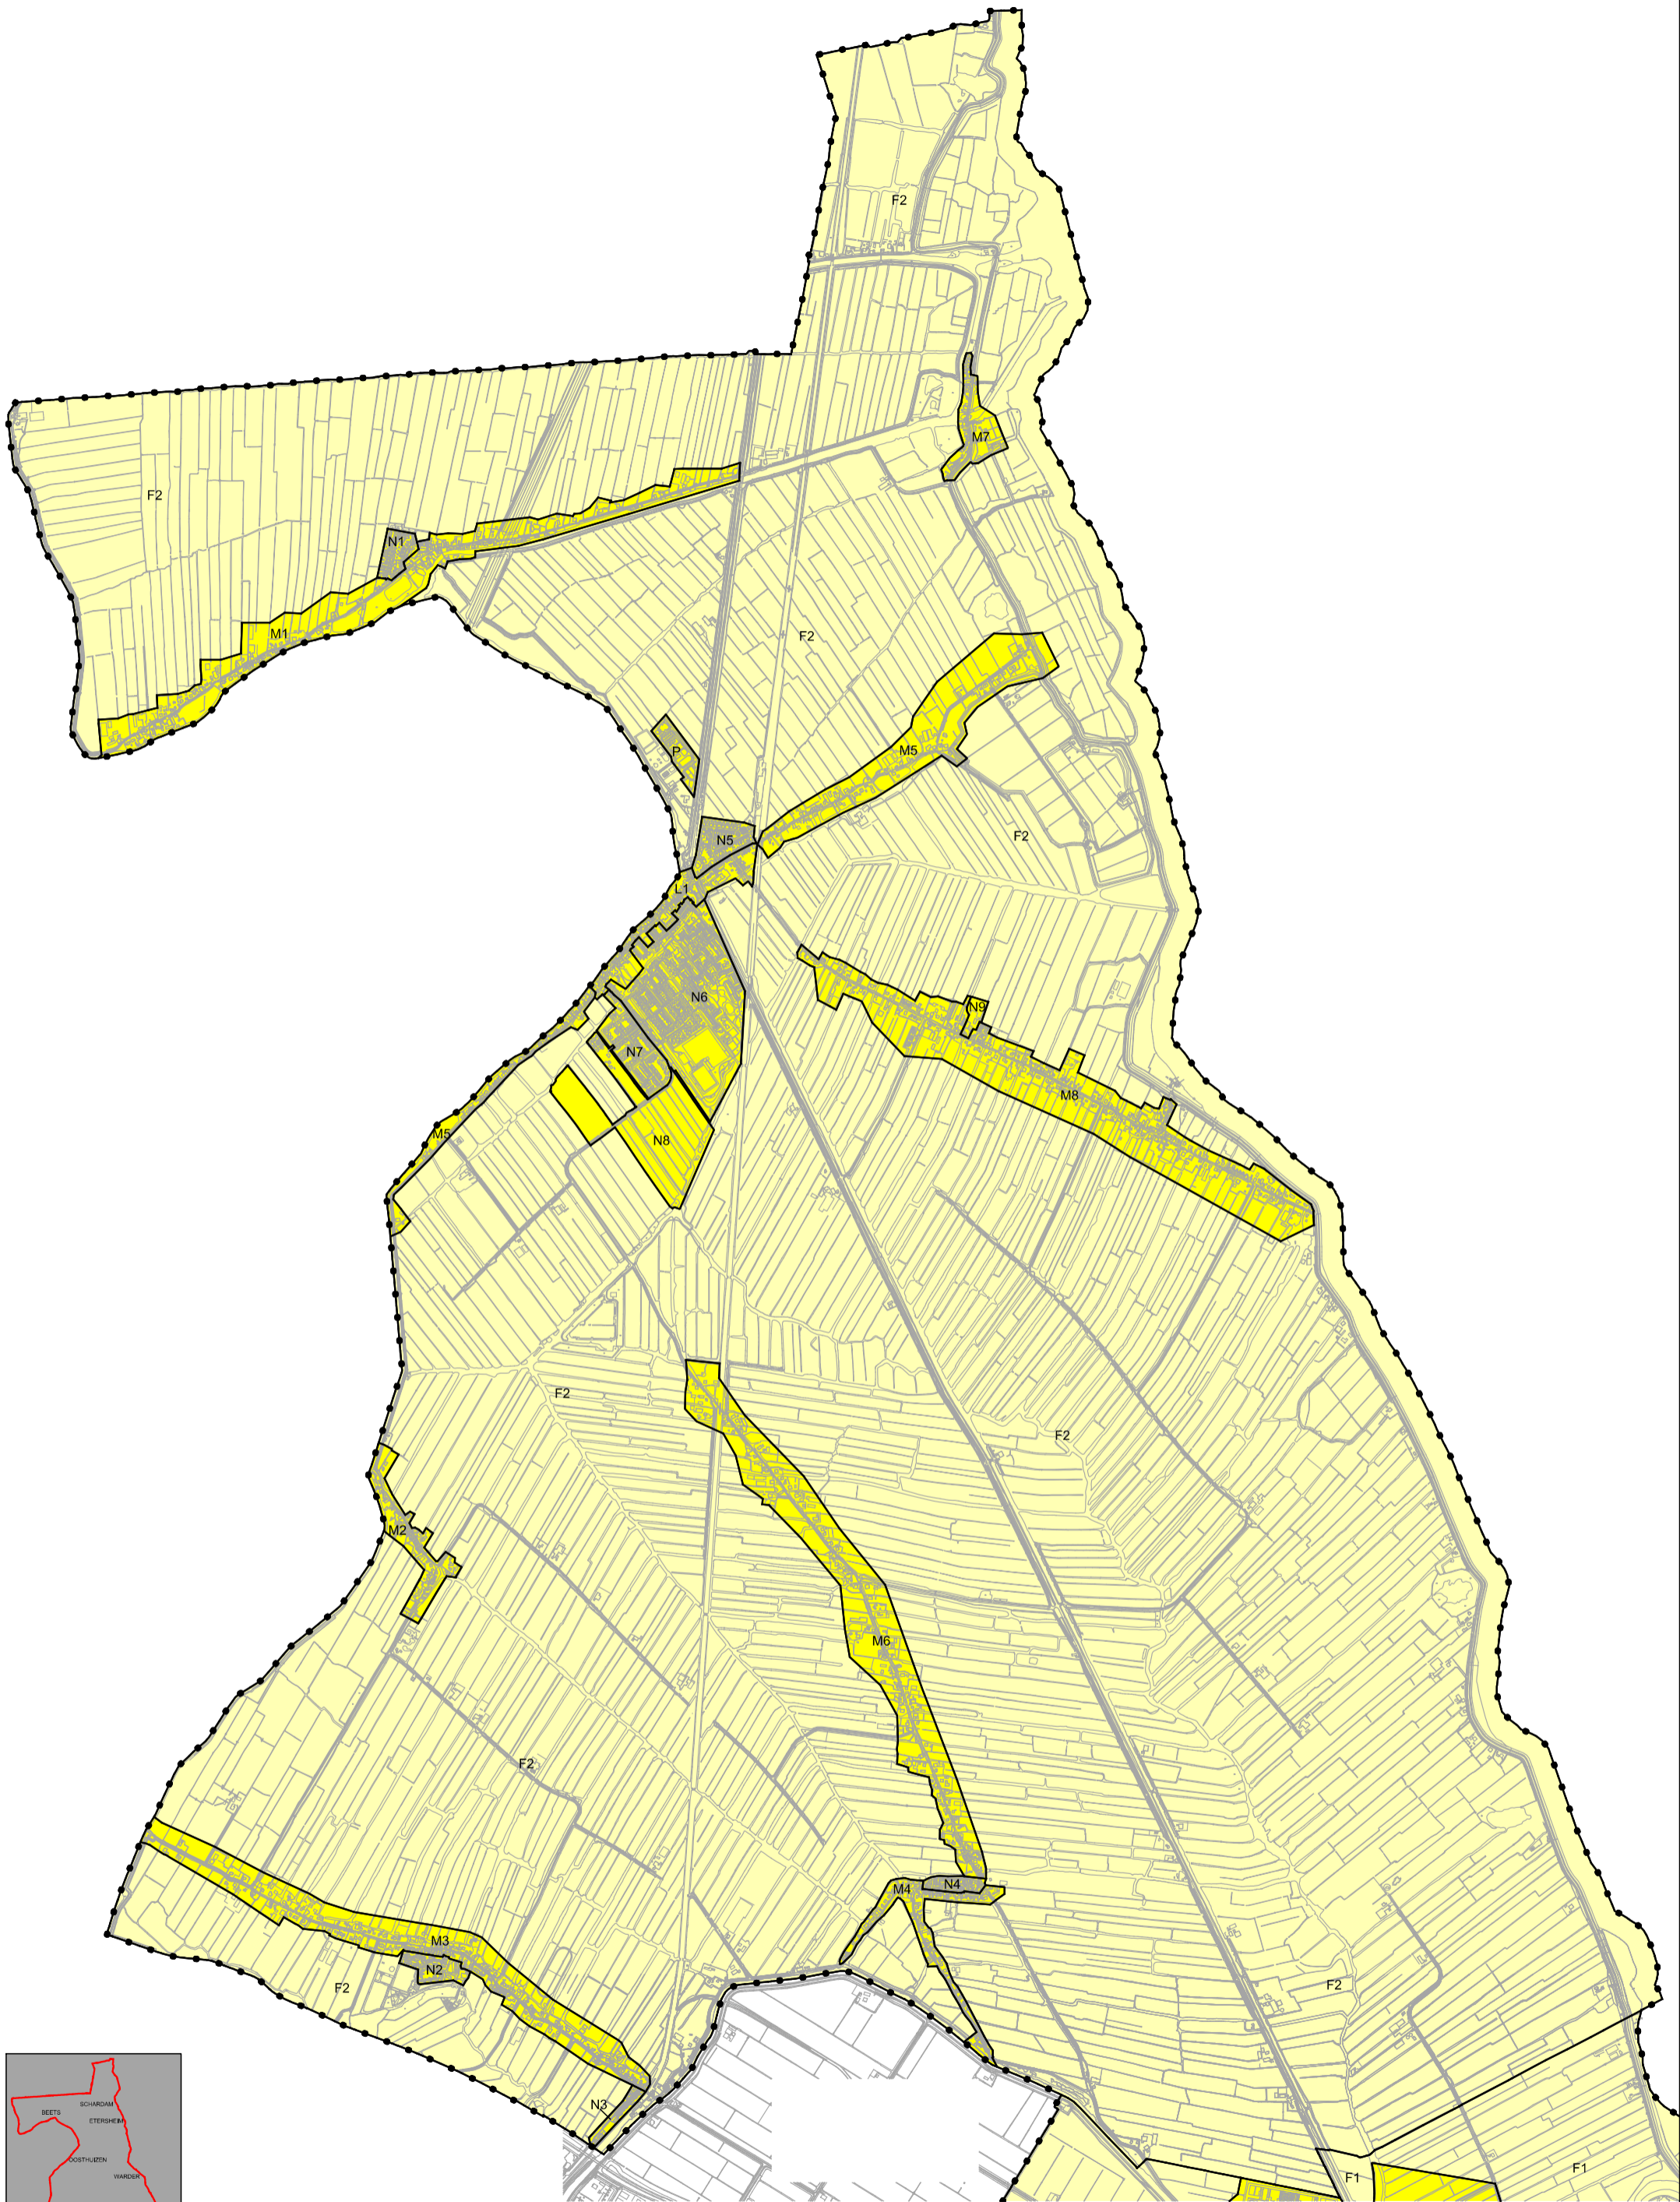 F2
M7
F2
N1
M1
F2
P
M5
N5
F2
L1
N6
N9
N7
M8
M5
N8
F2
F2
M2
M6
F2
M4
N4
M3
N2
F2
F2
N3
F1
F1
SCHARDAM
BEETS
ETERSHEIM
OOSTHUIZEN
WARDER